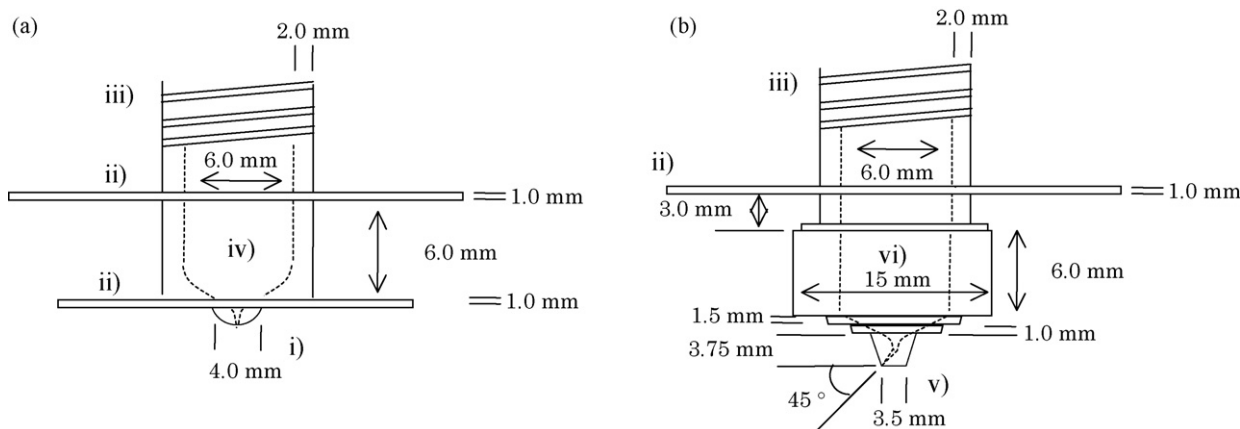 (a)
2.0 mm
iii)
6.0 mm
ii)
1.0 mm
iv)
6.0 mm
ii)
1.0 mm
i)
4.0 mm
(b)
2.0 mm
iii)
ii)
6.0 mm
1.0 mm
3.0 mm
vi)
6.0 mm
15 mm
1.5 mm
1.0 mm
3.75 mm
v)
45 °
3.5 mm